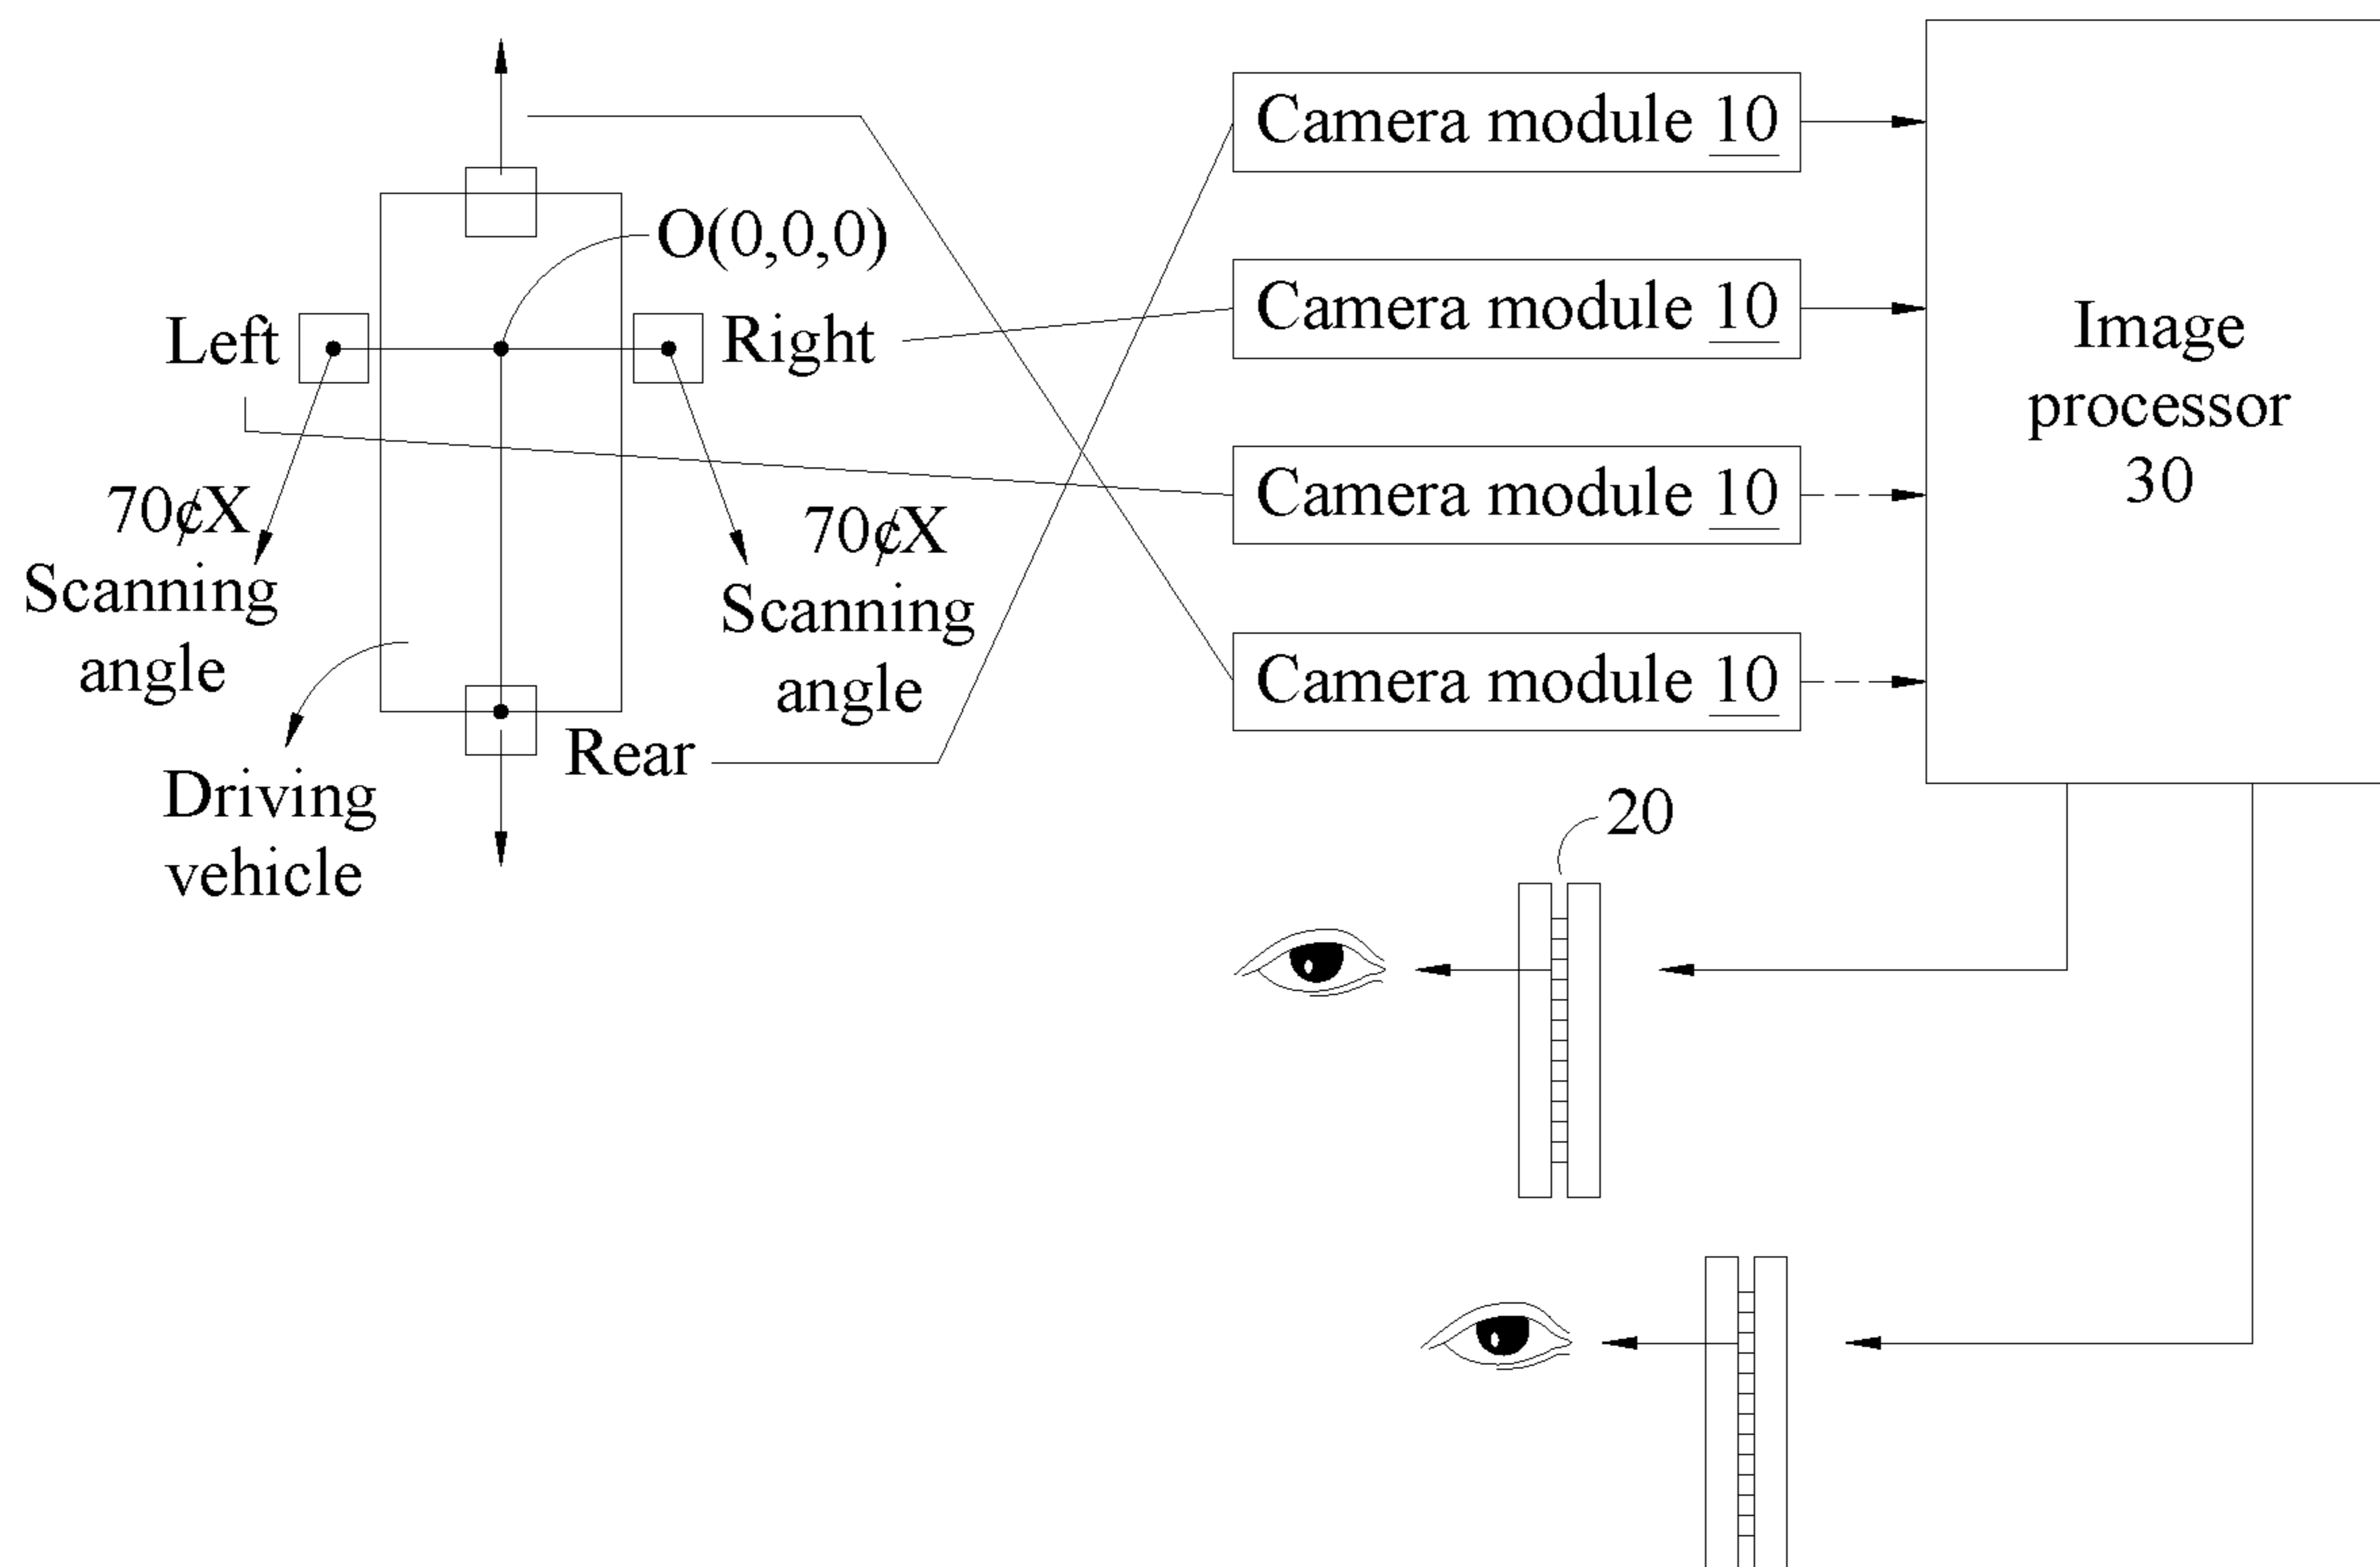 Camera module 10
O(0,0,0)
Camera module 10
Left
Right
Image
processor
30
Camera module 10
70¢X
Scanning
angle
70¢X
Scanning
angle
Camera module 10
Rear
Driving
vehicle
20